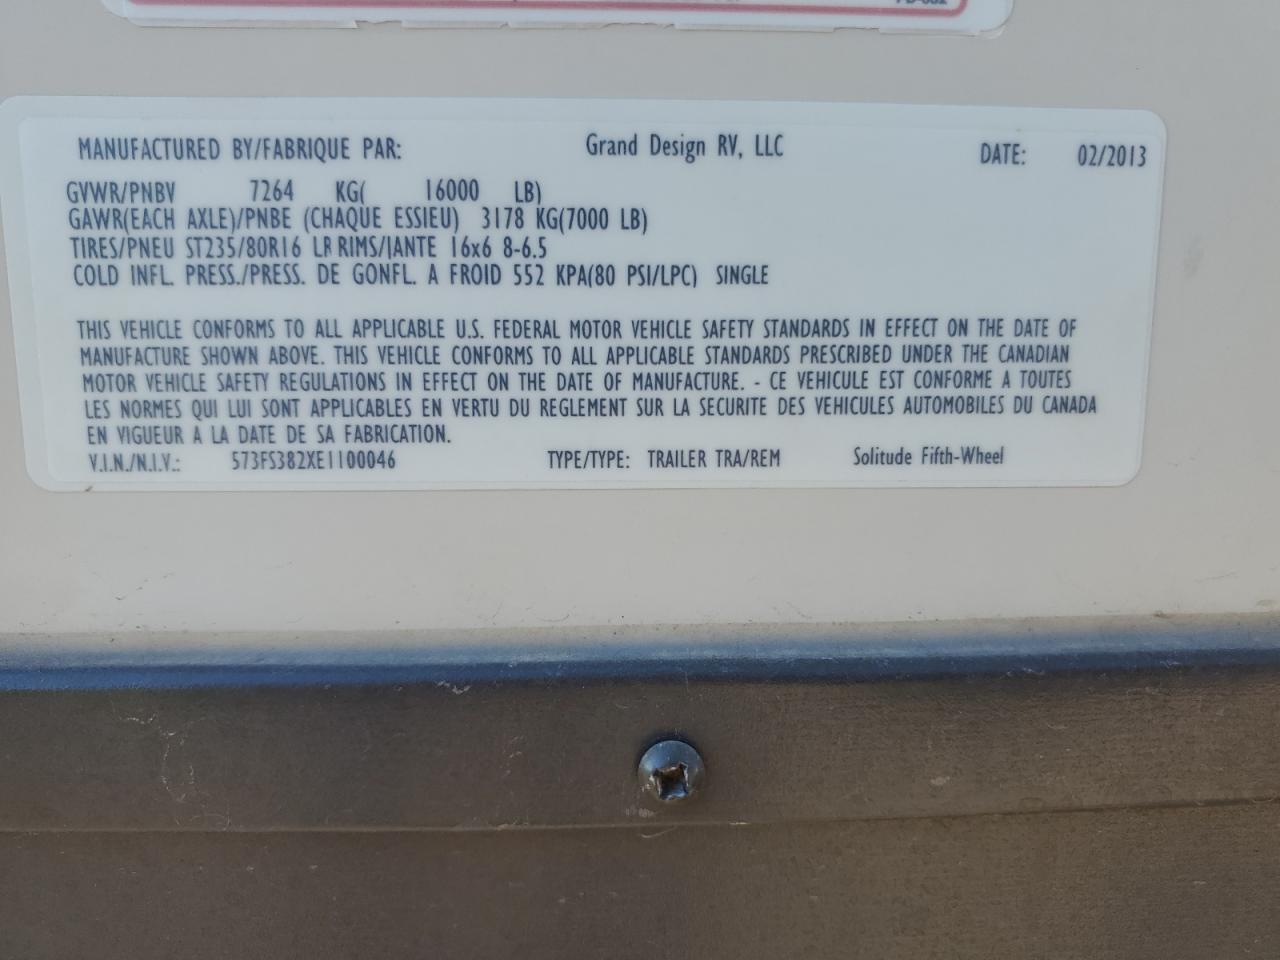 MANUFACTURED BY/FABRIQUE PAR: Grand Design RV, LLC DATE: 02/2013
GVWR/PNBV 7264 KG( 16000 LB)
GAWR(EACH AXLE)/PNBE (CHAQUE ESSIEU) 3178 KG(7000 LB)
TIRES/PNEU ST235/80R16 LR RIMS/JANTE 16x6 8-6.5
COLD INFL. PRESS./PRESS. DE GONFL. A FROID 552 KPA(80 PSI/LPC) SINGLE
THIS VEHICLE CONFORMS TO ALL APPLICABLE U.S. FEDERAL MOTOR VEHICLE SAFETY STANDARDS IN EFFECT ON THE DATE OF
MANUFACTURE SHOWN ABOVE. THIS VEHICLE CONFORMS TO ALL APPLICABLE STANDARDS PRESCRIBED UNDER THE CANADIAN
MOTOR VEHICLE SAFETY REGULATIONS IN EFFECT ON THE DATE OF MANUFACTURE. - CE VEHICULE EST CONFORME A TOUTES
LES NORMES QUI LUI SONT APPLICABLES EN VERTU DU REGLEMENT SUR LA SECURITE DES VEHICULES AUTOMOBILES DU CANADA
EN VIGUEUR A LA DATE DE SA FABRICATION.
V.I.N./N.I.V.: 573FS382XE1100046 TYPE/TYPE: TRAILER TRA/REM Solitude Fifth-Wheel